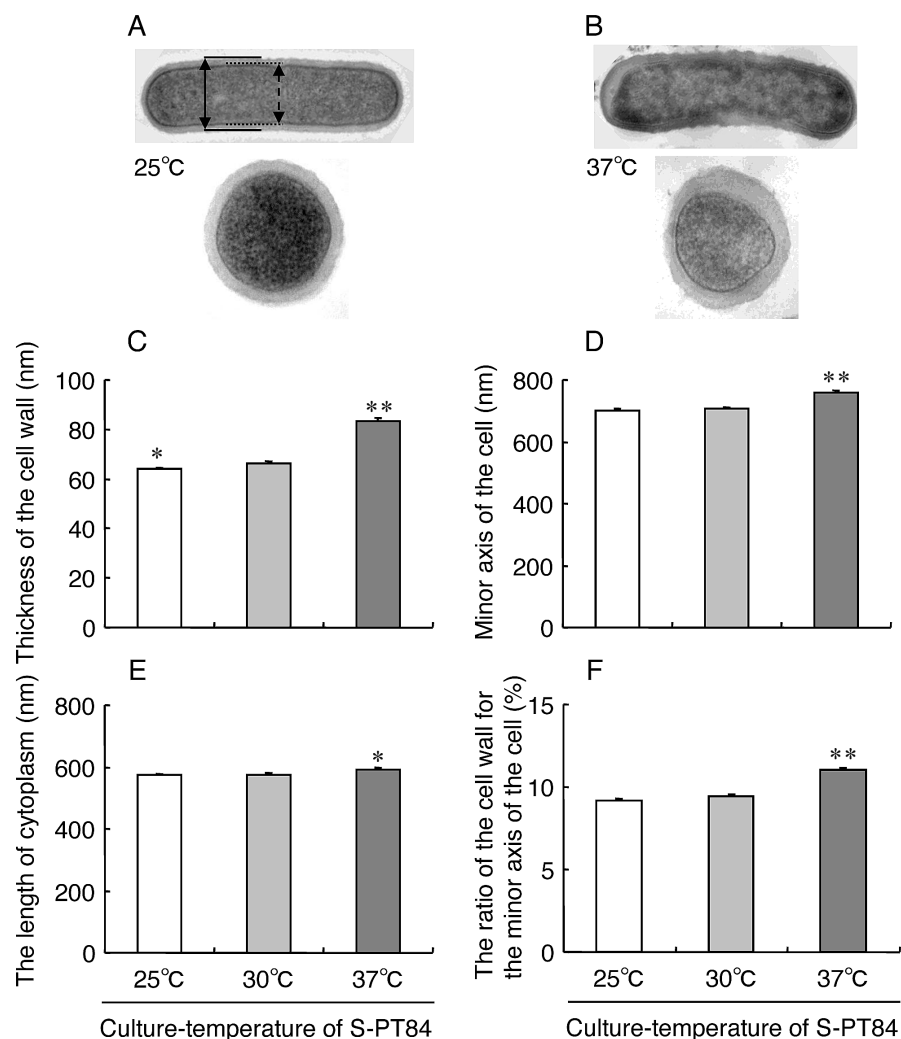 A
B
25°C
37°C
C
D
Thickness of the cell wall (nm)
100
80
60
40
20
0
*
**
Minor axis of the cell (nm)
800
600
400
200
0
**
E
F
The length of cytoplasm (nm)
800
600
400
200
0
*
25°C 30°C 37°C
Culture-temperature of S-PT84
The ratio of the cell wall for
the minor axis of the cell (%)
15
10
5
0
**
25°C 30°C 37°C
Culture-temperature of S-PT84